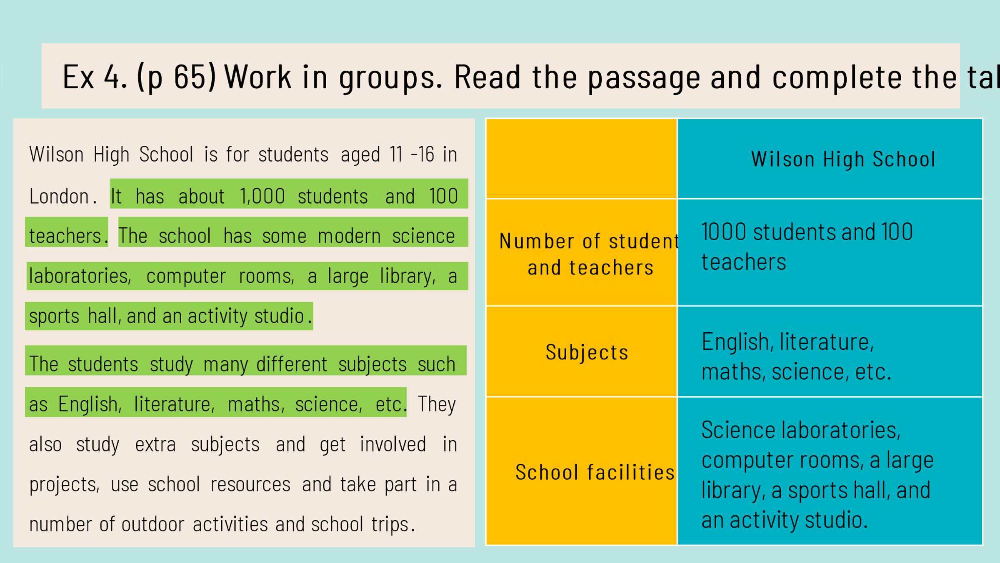 Ex 4. (p 65) Work in groups. Read the passage and complete the
Wilson High School is for students aged 11 -16 in
London. It has about 1,000 students and 100
teachers. The school has some modern science
laboratories, computer rooms, a large library, a
sports hall, and an activity studio.
The students study many different subjects such
as English, literature, maths, science, etc. They
also study extra subjects and get involved in
projects, use school resources and take part in a
number of outdoor activities and school trips.
Wilson High School
Number of student
and teachers
1000 students and 100
teachers
Subjects
English, literature,
maths, science, etc.
School facilities
Science laboratories,
computer rooms, a large
library, a sports hall, and
an activity studio.